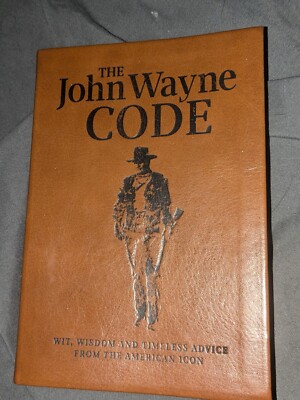 THE
John Wayne
CODE
WIT, WISDOM AND TIMELESS ADVICE
FROM THE AMERICAN ICON